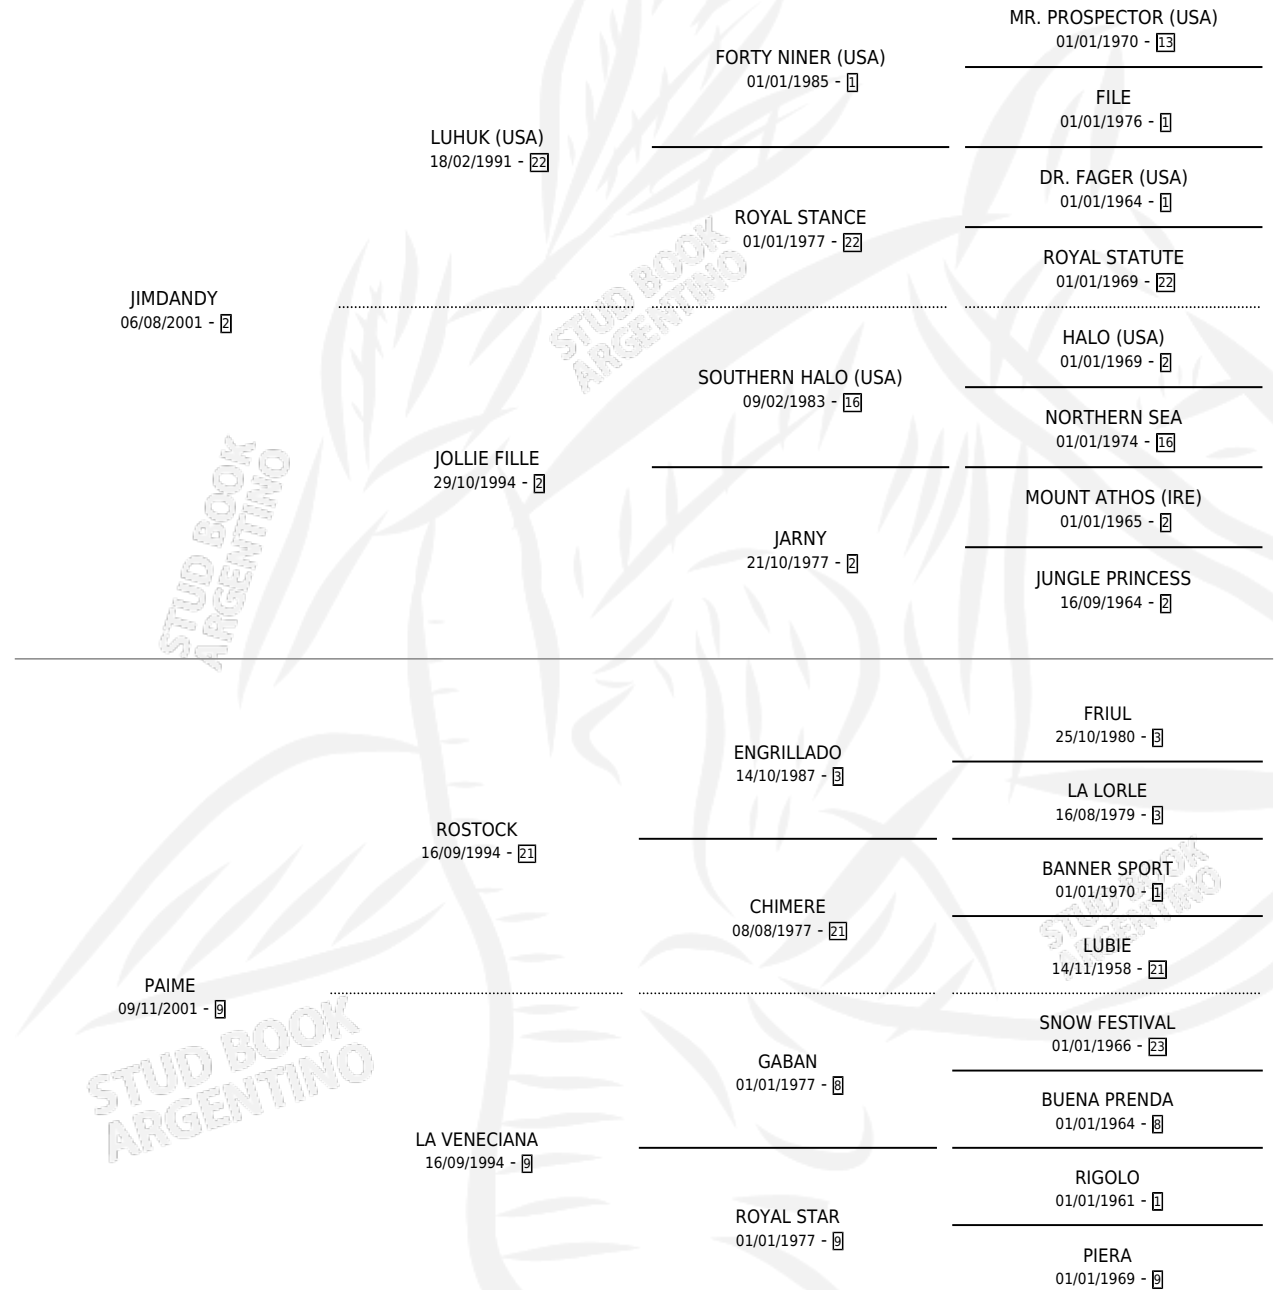 MR. PROSPECTOR (USA)
01/01/1970 - 13
FORTY NINER (USA)
01/01/1985 - 1
FILE
01/01/1976 - 1
LUHUK (USA)
18/02/1991 - 22
DR. FAGER (USA)
01/01/1964 - 1
ROYAL STANCE
01/01/1977 - 22
ROYAL STATUTE
01/01/1969 - 22
JIMDANDY
06/08/2001 - 2
STUD BOOK
ARGENTINO
HALO (USA)
01/01/1969 - 2
SOUTHERN HALO (USA)
09/02/1983 - 16
NORTHERN SEA
01/01/1974 - 16
JOLLIE FILLE
29/10/1994 - 2
MOUNT ATHOS (IRE)
01/01/1965 - 2
JARNY
21/10/1977 - 2
JUNGLE PRINCESS
16/09/1964 - 2
STUD BOOK
ARGENTINO
FRIUL
25/10/1980 - 3
ENGRILLADO
14/10/1987 - 3
LA LORLE
16/08/1979 - 3
ROSTOCK
16/09/1994 - 21
BANNER SPORT
01/01/1970 - 1
CHIMERE
08/08/1977 - 21
STUD BOOK
ARGENTINO
LUBIE
14/11/1958 - 21
PAIME
09/11/2001 - 9
STUD BOOK
ARGENTINO
SNOW FESTIVAL
01/01/1966 - 23
GABAN
01/01/1977 - 8
BUENA PRENDA
01/01/1964 - 8
LA VENECIANA
16/09/1994 - 9
RIGOLO
01/01/1961 - 1
ROYAL STAR
01/01/1977 - 9
PIERA
01/01/1969 - 9